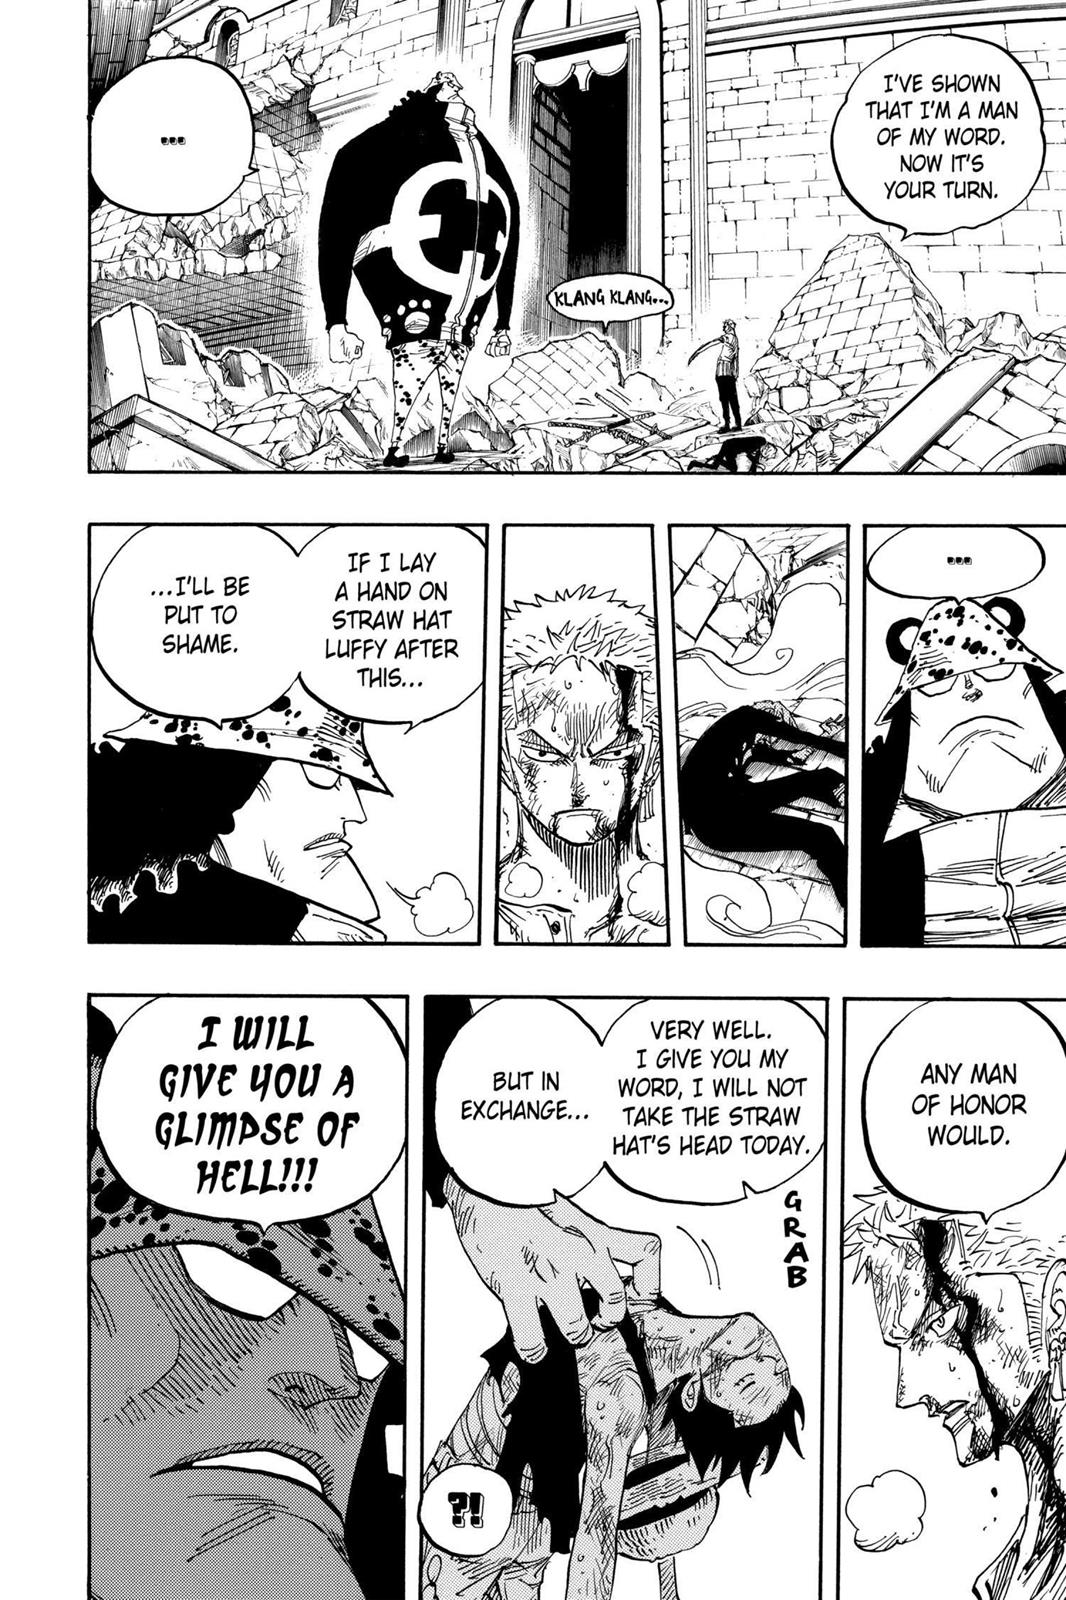 I'VE SHOWN
THAT I'M A MAN
OF MY WORD.
NOW IT'S
YOUR TURN.
KLANG KLANG...
...
...
IF I LAY
A HAND ON
STRAW HAT
LUFFY AFTER
THIS...
...I'LL BE
PUT TO
SHAME.
ANY MAN
OF HONOR
WOULD.
VERY WELL.
I GIVE YOU MY
WORD, I WILL NOT
TAKE THE STRAW
HAT'S HEAD TODAY.
BUT IN
EXCHANGE...
GRAB
?!
I WILL
GIVE YOU A
GLIMPSE OF
HELL!!!